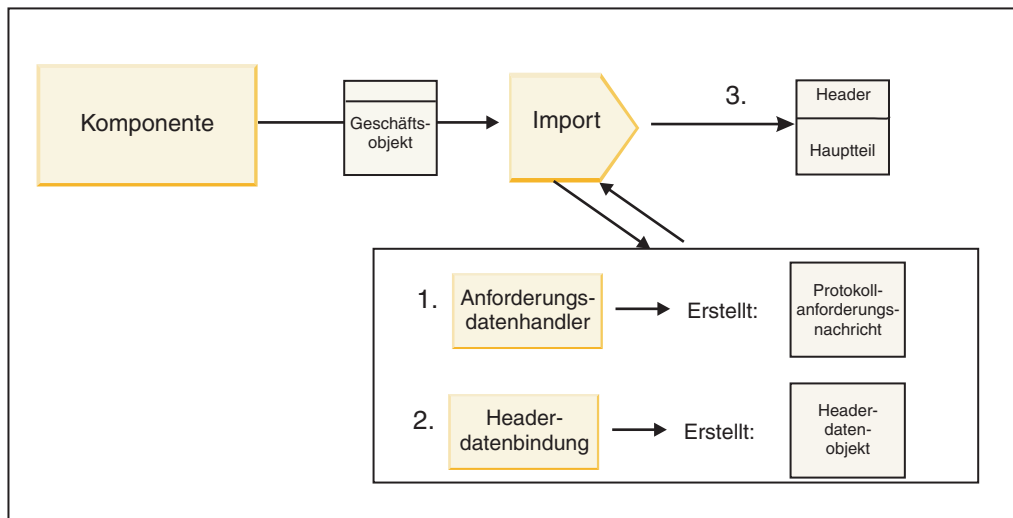 Komponente
Geschäfts-
objekt
Import
3.
Header
Hauptteil
1.
Anforderungs-
datenhandler
Erstellt:
Protokoll-
anforderungs-
nachricht
2.
Header-
datenbindung
Erstellt:
Header-
daten-
objekt